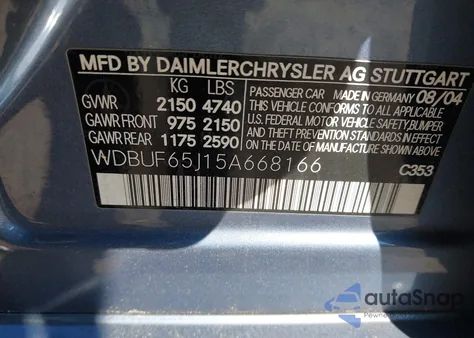 MFD BY DAIMLERCHRYSLER AG STUTTGART
KG LBS
GVWR 2150 4740
GAWR FRONT 975 2150
GAWR REAR 1175 2590
PASSENGER CAR MADE IN GERMANY 08/04
THIS VEHICLE CONFORMS TO ALL
APPLICABLE FEDERAL
U.S. MOTOR VEHICLE SAFETY, BUMPER
AND THEFT PREVENTION STANDARDS IN EFFECT
ON THE DATE OF MANUFACTURE SHOWN ABOVE
WDBUF65J15A668166
C353
autoSnap